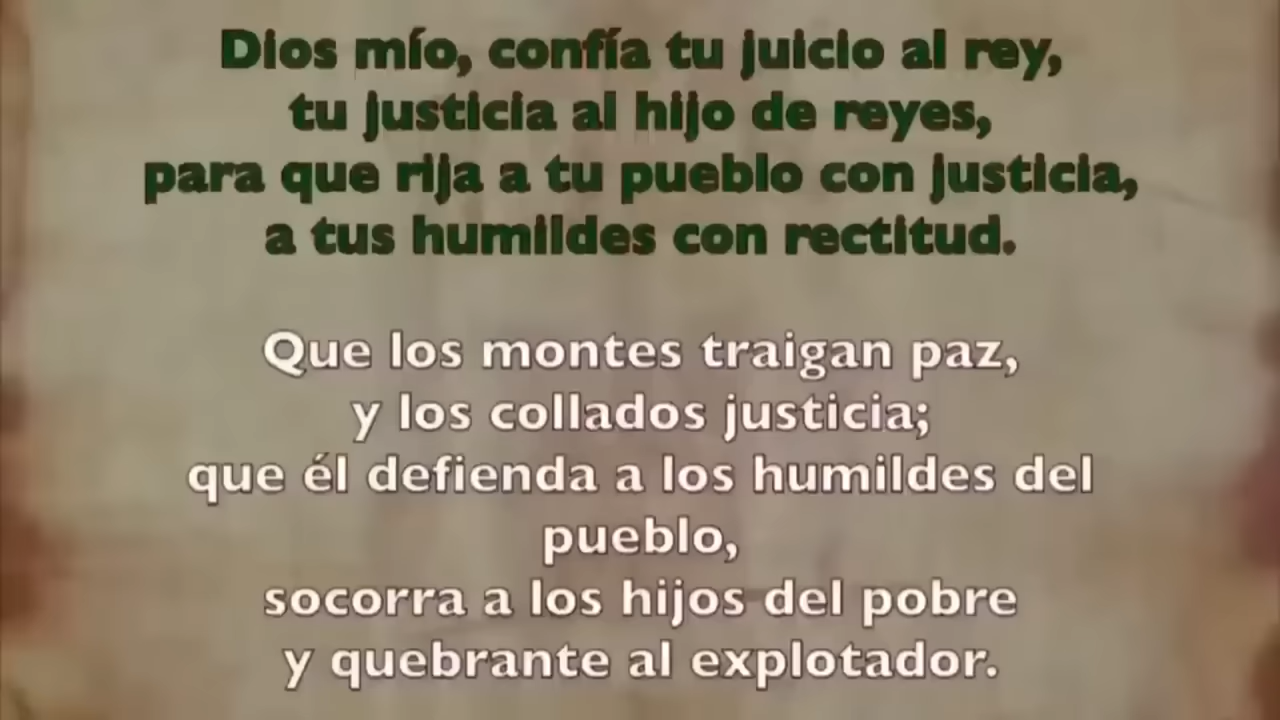 Dios mío, confía tu juicio al rey,
tu justicia al hijo de reyes,
para que rija a tu pueblo con justicia,
a tus humildes con rectitud.
Que los montes traigan paz,
y los collados justicia;
que él defienda a los humildes del
pueblo,
socorra a los hijos del pobre
y quebrante al explotador.